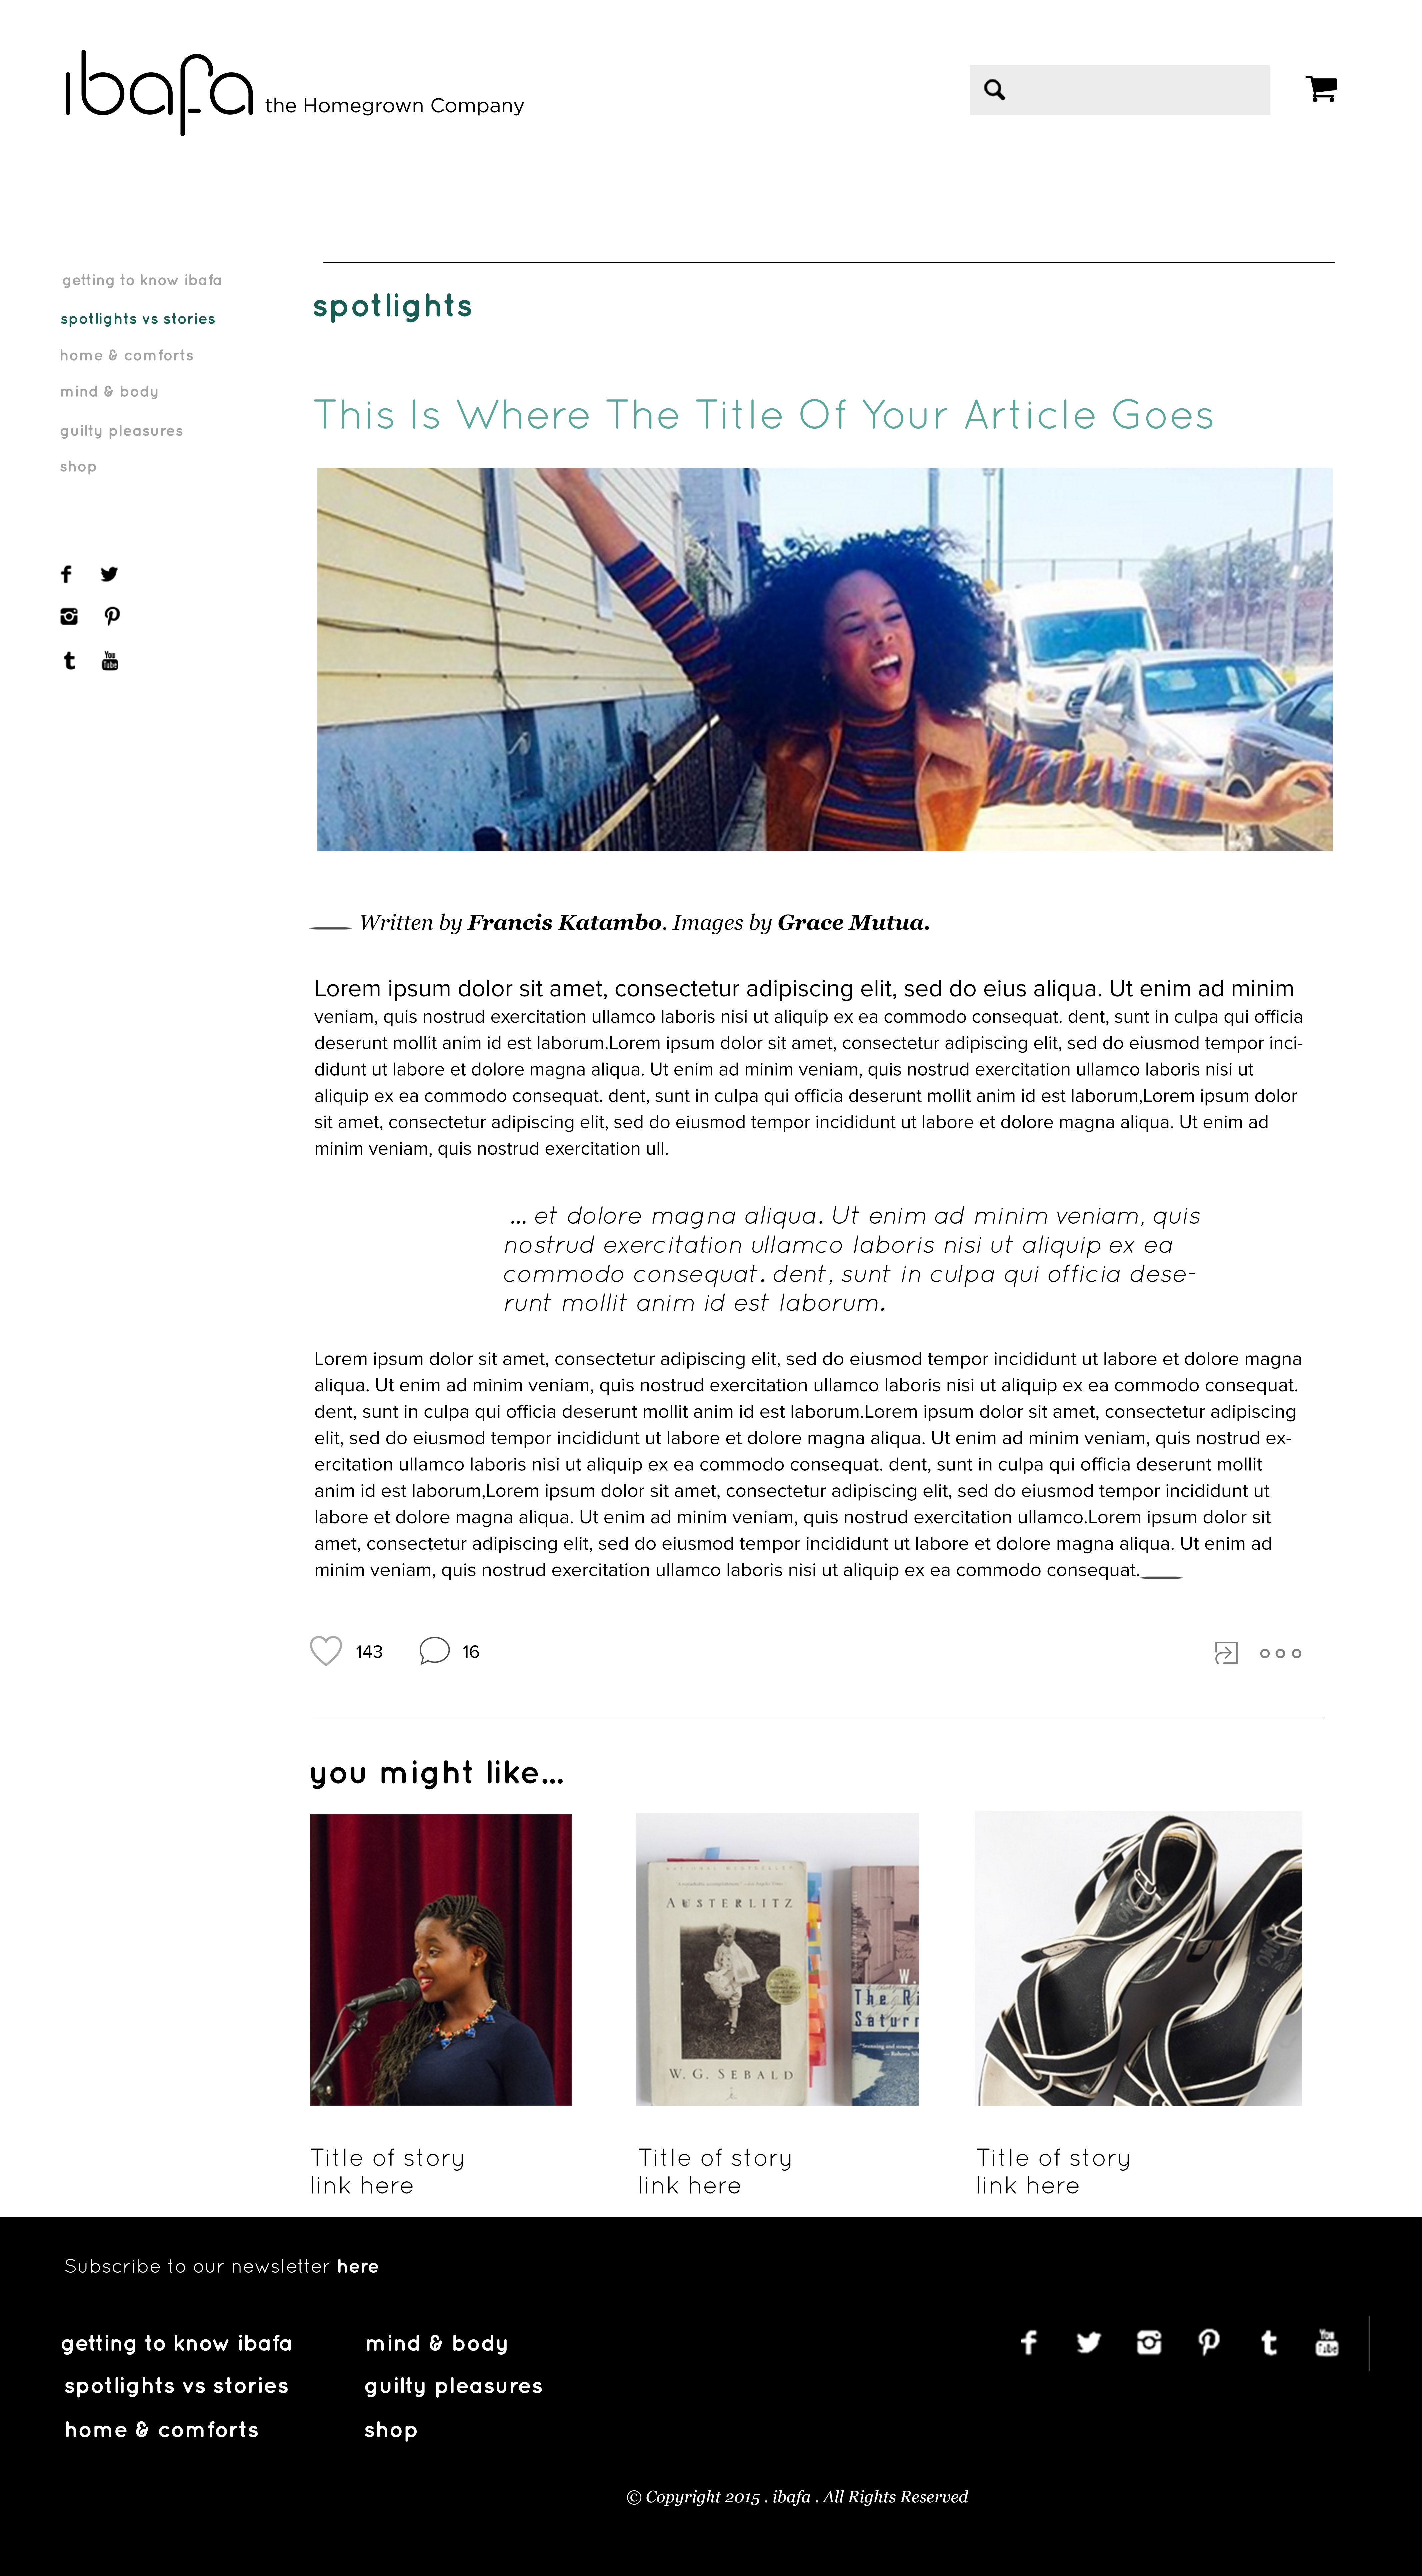 ibafa the Homegrown Company
getting to know ibafa
spotlights vs stories
home & comforts
mind & body
guilty pleasures
shop
You
Tube
spotlights
This Is Where The Title Of Your Article Goes
Written by Francis Katambo. Images by Grace Mutua.
Lorem ipsum dolor sit amet, consectetur adipiscing elit, sed do eius aliqua. Ut enim ad minim
veniam, quis nostrud exercitation ullamco laboris nisi ut aliquip ex ea commodo consequat. dent, sunt in culpa qui officia
deserunt mollit anim id est laborum.Lorem ipsum dolor sit amet, consectetur adipiscing elit, sed do eiusmod tempor inci-
didunt ut labore et dolore magna aliqua. Ut enim ad minim veniam, quis nostrud exercitation ullamco laboris nisi ut
aliquip ex ea commodo consequat. dent, sunt in culpa qui officia deserunt mollit anim id est laborum,Lorem ipsum dolor
sit amet, consectetur adipiscing elit, sed do eiusmod tempor incididunt ut labore et dolore magna aliqua. Ut enim ad
minim veniam, quis nostrud exercitation ull.
... et dolore magna aliqua. Ut enim ad minim veniam, quis
nostrud exercitation ullamco laboris nisi ut aliquip ex ea
commodo consequat. dent, sunt in culpa qui officia dese-
runt mollit anim id est laborum.
Lorem ipsum dolor sit amet, consectetur adipiscing elit, sed do eiusmod tempor incididunt ut labore et dolore magna
aliqua. Ut enim ad minim veniam, quis nostrud exercitation ullamco laboris nisi ut aliquip ex ea commodo consequat.
dent, sunt in culpa qui officia deserunt mollit anim id est laborum.Lorem ipsum dolor sit amet, consectetur adipiscing
elit, sed do eiusmod tempor incididunt ut labore et dolore magna aliqua. Ut enim ad minim veniam, quis nostrud ex-
ercitation ullamco laboris nisi ut aliquip ex ea commodo consequat. dent, sunt in culpa qui officia deserunt mollit
anim id est laborum,Lorem ipsum dolor sit amet, consectetur adipiscing elit, sed do eiusmod tempor incididunt ut
labore et dolore magna aliqua. Ut enim ad minim veniam, quis nostrud exercitation ullamco.Lorem ipsum dolor sit
amet, consectetur adipiscing elit, sed do eiusmod tempor incididunt ut labore et dolore magna aliqua. Ut enim ad
minim veniam, quis nostrud exercitation ullamco laboris nisi ut aliquip ex ea commodo consequat.
143 16
you might like...
NATIONAL BESTSELLER
AUSTERLITZ
W. G. SEBALD
W.
The Ri
Saturn
Title of story
link here
Title of story
link here
Title of story
link here
Subscribe to our newsletter here
getting to know ibafa
spotlights vs stories
home & comforts
mind & body
guilty pleasures
shop
You
Tube
© Copyright 2015 . ibafa . All Rights Reserved